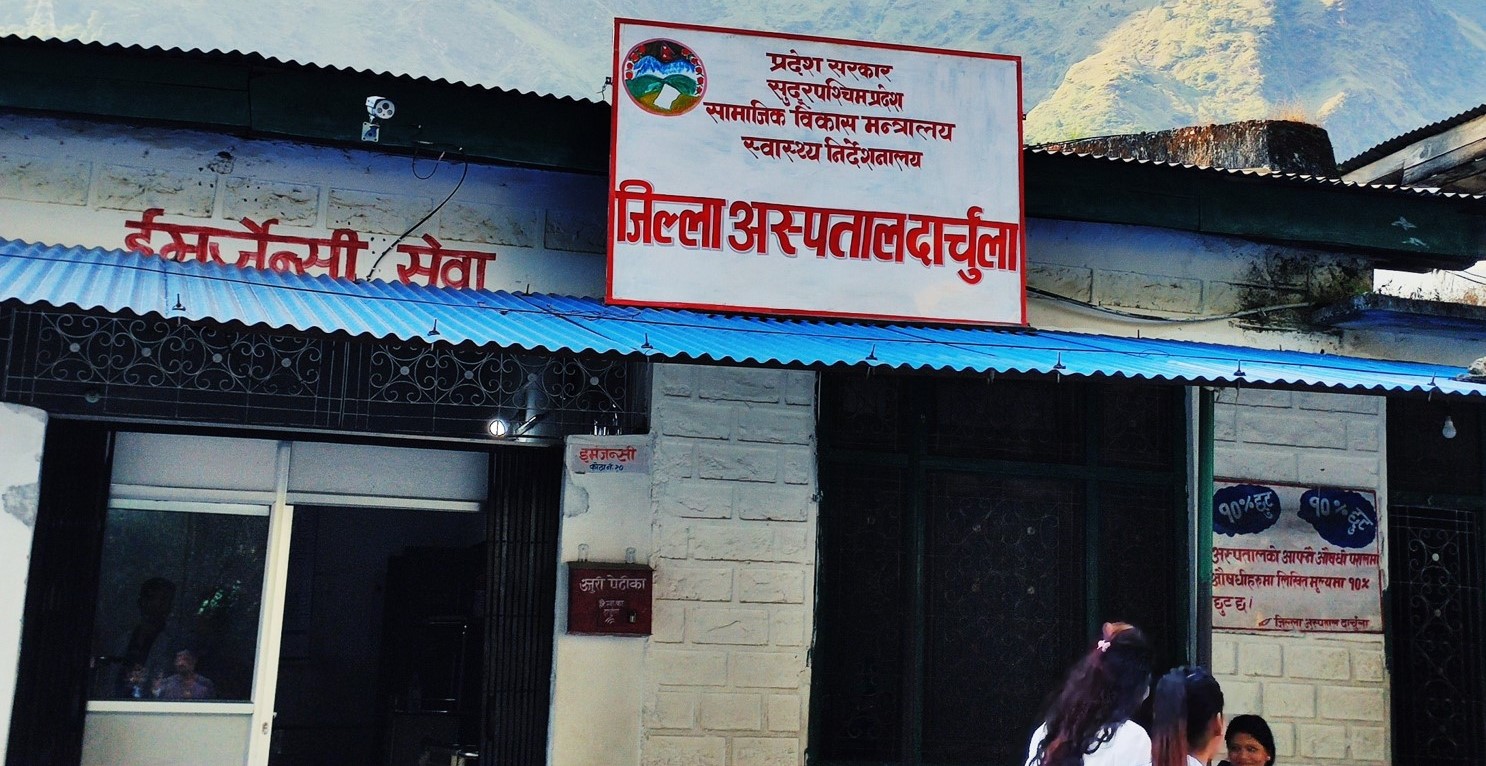 प्रदेश सरकार
सुदूरपश्चिम प्रदेश
सामाजिक विकास मन्त्रालय
स्वास्थ्य निर्देशनालय
जिल्ला अस्पताल दार्चुला
ईमर्जेन्सी सेवा
इमर्जेन्सी
कोठा नं. १०
उजुरी पेटीका
१०% छुट
१०% छुट
अस्पतालको आफ्नै औषधी पसलमा
औषधीहरुमा लिखित मूल्यमा १०%
छुट छ।
जिल्ला अस्पताल दार्चुला